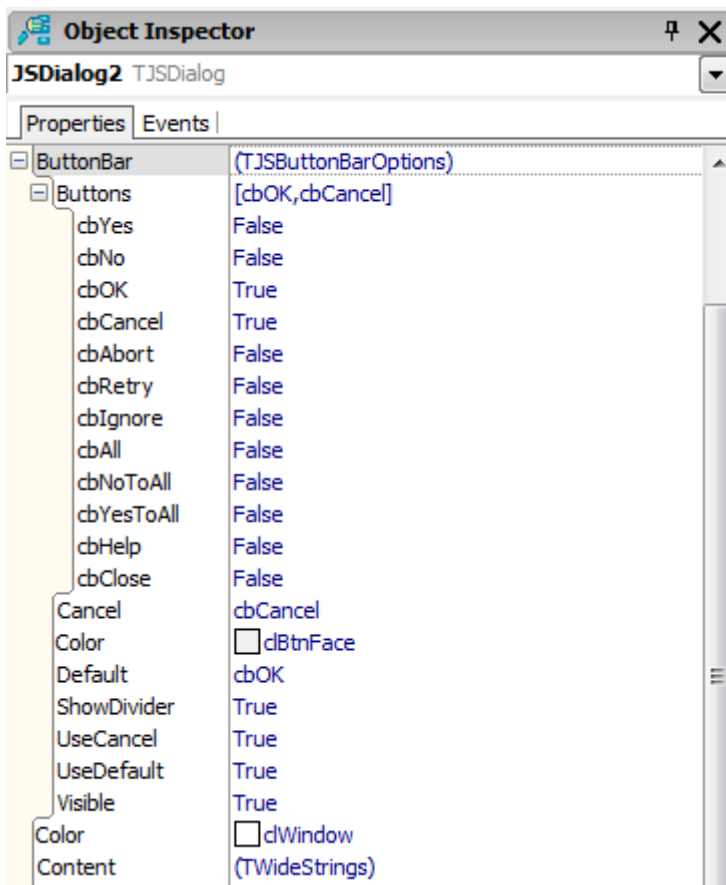 Object Inspector
JSDialog2 TJSDialog
Properties Events
ButtonBar (TJSButtonBarOptions)
Buttons [cbOK,cbCancel]
cbYes False
cbNo False
cbOK True
cbCancel True
cbAbort False
cbRetry False
cbIgnore False
cbAll False
cbNoToAll False
cbYesToAll False
cbHelp False
cbClose False
Cancel cbCancel
Color clBtnFace
Default cbOK
ShowDivider True
UseCancel True
UseDefault True
Visible True
Color clWindow
Content (TWideStrings)